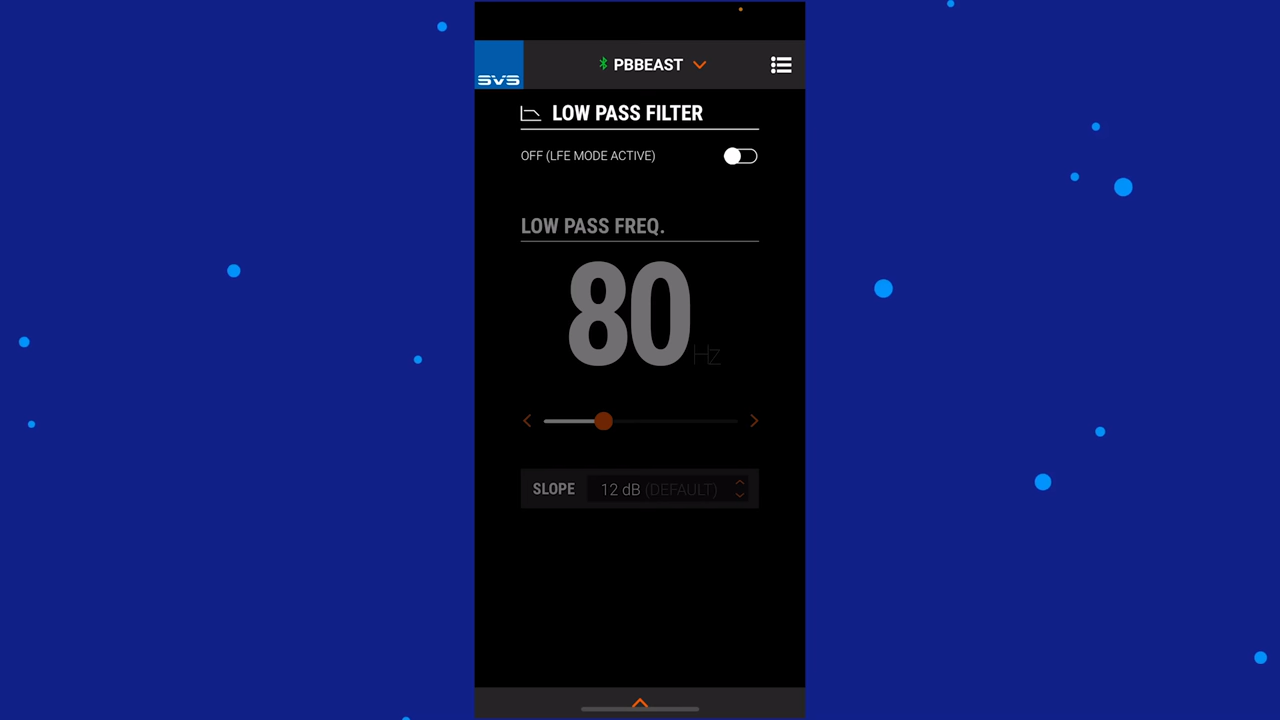 SVS
PBBEAST
LOW PASS FILTER
OFF (LFE MODE ACTIVE)
LOW PASS FREQ.
80 Hz
SLOPE 12 dB (DEFAULT)